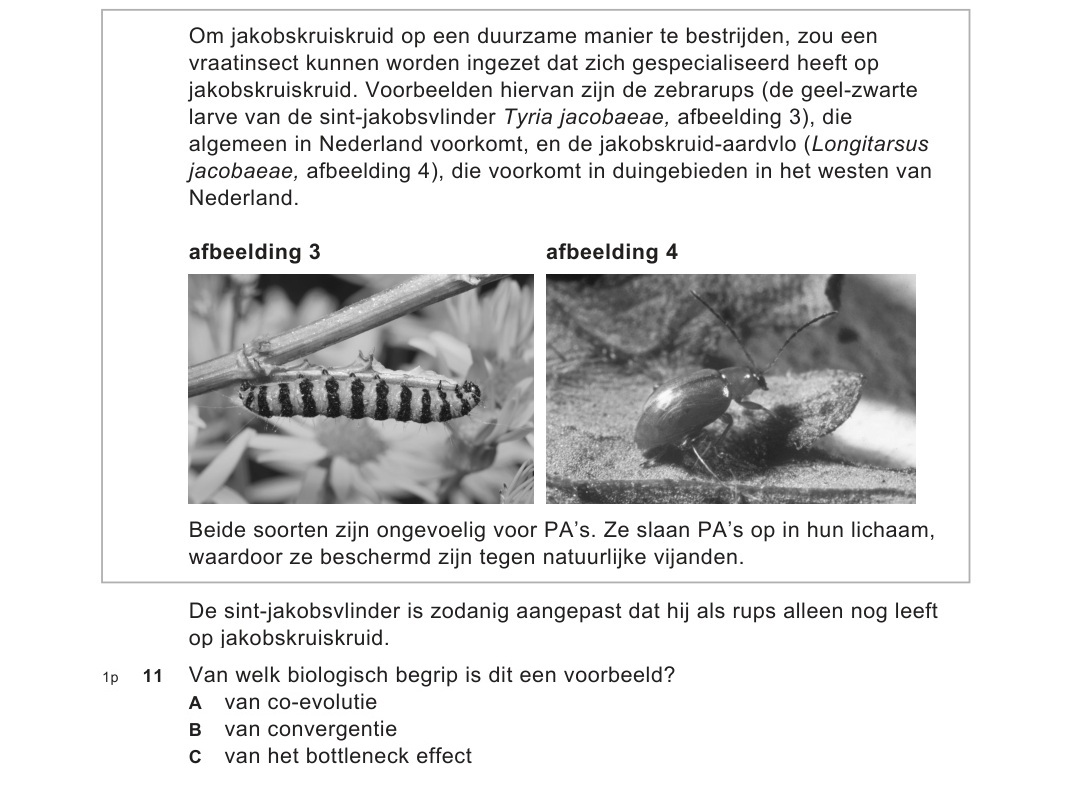 Om jakobskruiskruid op een duurzame manier te bestrijden, zou een
vraatinsect kunnen worden ingezet dat zich gespecialiseerd heeft op
jakobskruiskruid. Voorbeelden hiervan zijn de zebrarups (de geel-zwarte
larve van de sint-jakobsvlinder Tyria jacobaeae, afbeelding 3), die
algemeen in Nederland voorkomt, en de jakobskruid-aardvlo (Longitarsus
jacobaeae, afbeelding 4), die voorkomt in duingebieden in het westen van
Nederland.
afbeelding 3 afbeelding 4
Beide soorten zijn ongevoelig voor PA's. Ze slaan PA's op in hun lichaam,
waardoor ze beschermd zijn tegen natuurlijke vijanden.
De sint-jakobsvlinder is zodanig aangepast dat hij als rups alleen nog leeft
op jakobskruiskruid.
1p 11 Van welk biologisch begrip is dit een voorbeeld?
A van co-evolutie
B van convergentie
C van het bottleneck effect